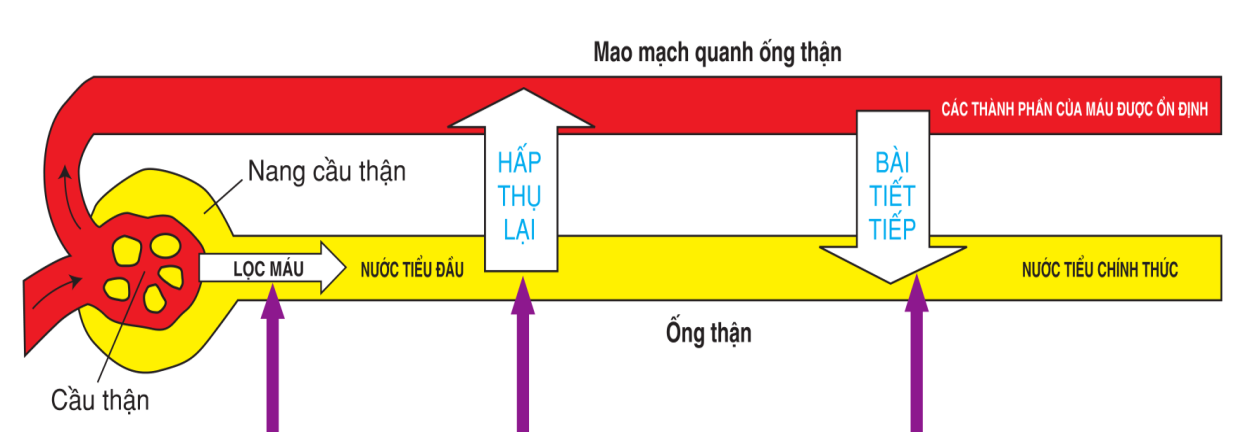 Mao mạch quanh ống thận
CÁC THÀNH PHẦN CỦA MÁU ĐƯỢC ỔN ĐỊNH
Nang cầu thận
HẤP
THỤ
LẠI
BÀI
TIẾT
TIẾP
LỌC MÁU
NƯỚC TIỂU ĐẦU
NƯỚC TIỂU CHÍNH THỨC
Ống thận
Cầu thận